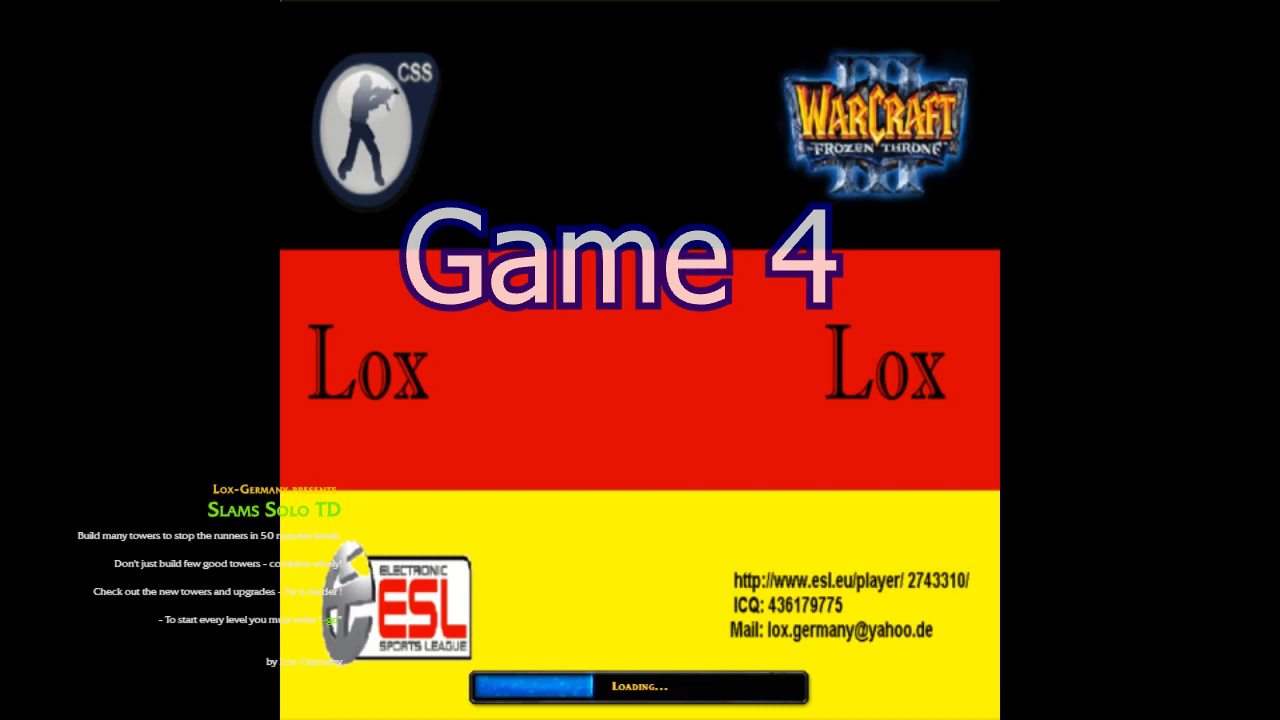 CSS
WARCRAFT
III
FROZEN THRONE
Game 4
Lox
Lox
LOX-GERMANY PRESENTS
SLAMS SOLO TD
Build many towers to stop the runners in 50
Don't just build few good towers -
Check out the new towers and upgrades -
- To start every level you must
by Lox-Germany
ELECTRONIC
ESL
SPORTS LEAGUE
http://www.esl.eu/player/ 2743310/
ICQ: 436179775
Mail: lox.germany@yahoo.de
LOADING...